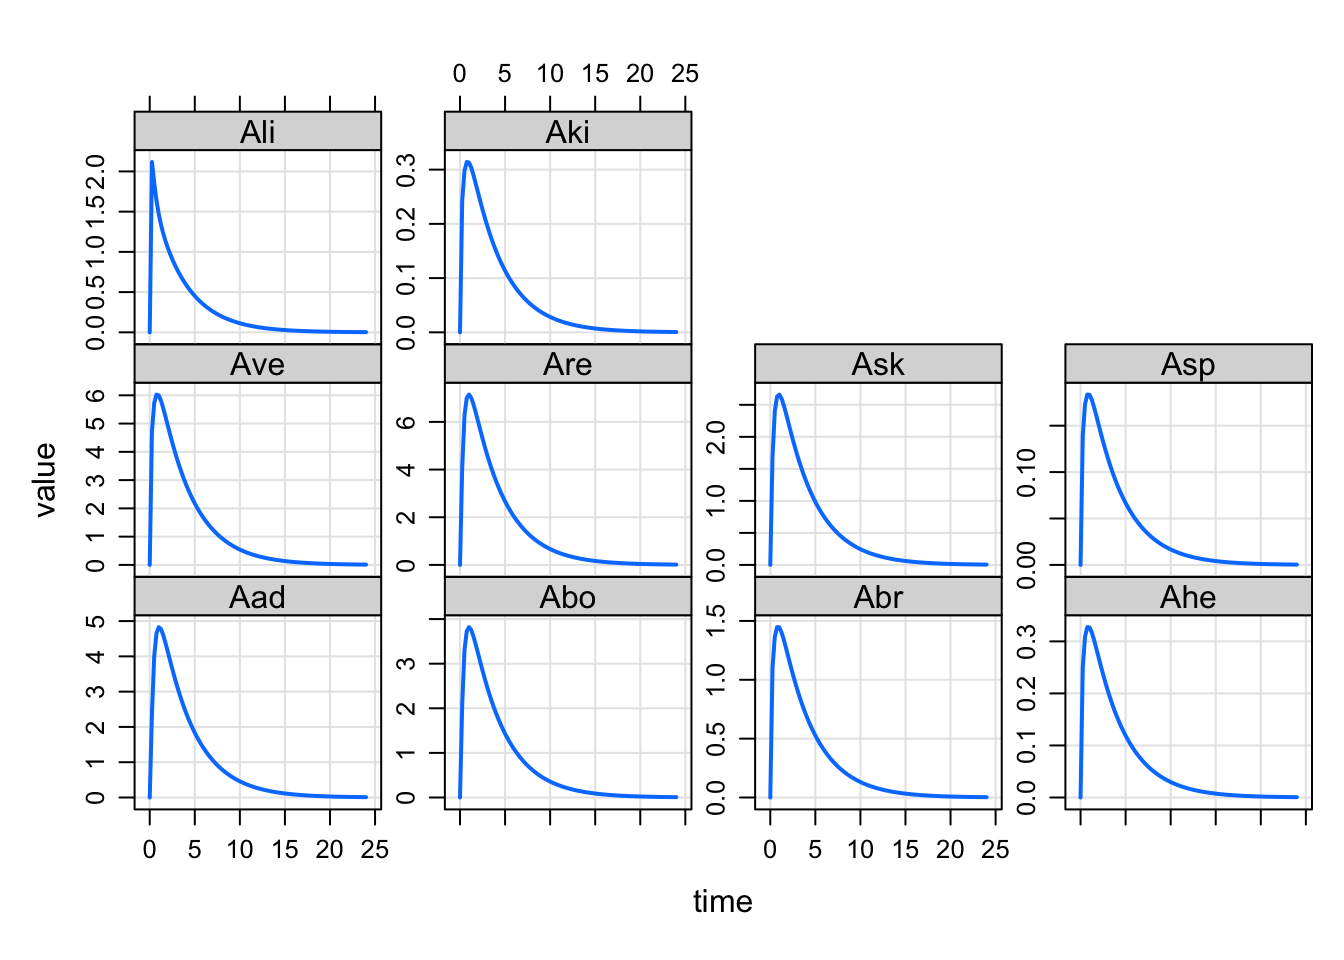 0 5 10 15 20 25
Ali Aki
2.0 1.5 1.0 0.5 0.0
0.3 0.2 0.1 0.0
Ave Are Ask Asp
6 5 4 3 2 1 0
6 4 2 0
2.0 1.0 0.0
0.10 0.00
Aad Abo Abr Ahe
5 4 3 2 1 0
3 2 1 0
1.5 1.0 0.5 0.0
0.3 0.2 0.1 0.0
0 5 10 15 20 25 0 5 10 15 20 25
value
time